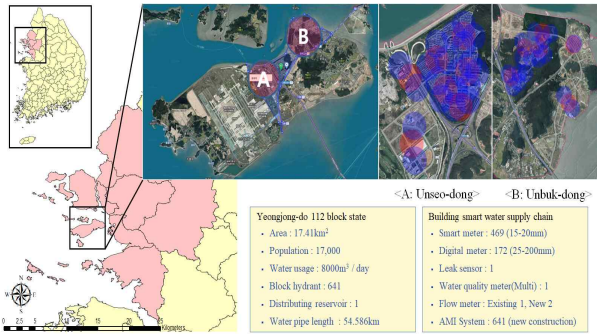 A
B
<A: Unseo-dong>
<B: Unbuk-dong>
Yeongjong-do 112 block state
• Area : 17.41km²
• Population : 17,000
• Water usage : 8000m³ / day
• Block hydrant : 641
• Distributing reservoir : 1
• Water pipe length : 54.586km
Building smart water supply chain
• Smart meter : 469 (15-20mm)
• Digital meter : 172 (25-200mm)
• Leak sensor : 1
• Water quality meter(Multi) : 1
• Flow meter : Existing 1, New 2
• AMI System : 641 (new construction)
N
W E
S
0 2.5 5 10 15 20 25
Kilometers